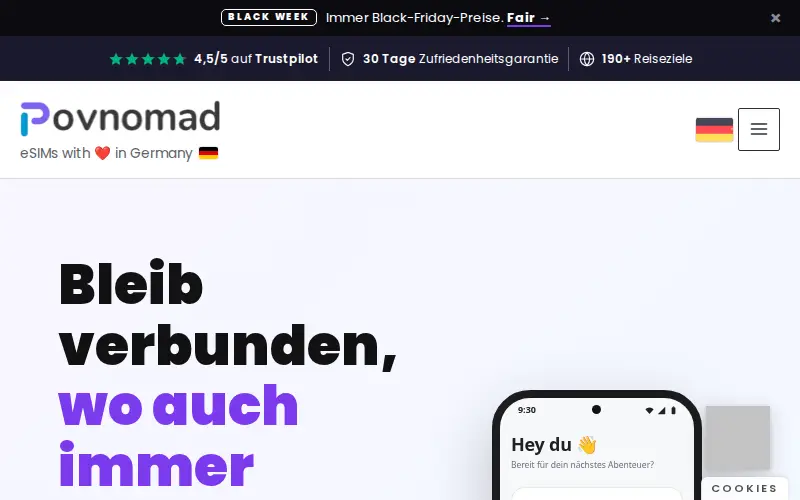 BLACK WEEK Immer Black-Friday-Preise. Fair → ×
4,5/5 auf Trustpilot 30 Tage Zufriedenheitsgarantie 190+ Reiseziele
Povnomad
eSIMs with ❤️ in Germany 🇩🇪
Bleib
verbunden,
wo auch
immer
9:30
Hey du 👋
Bereit für dein nächstes Abenteuer?
COOKIES